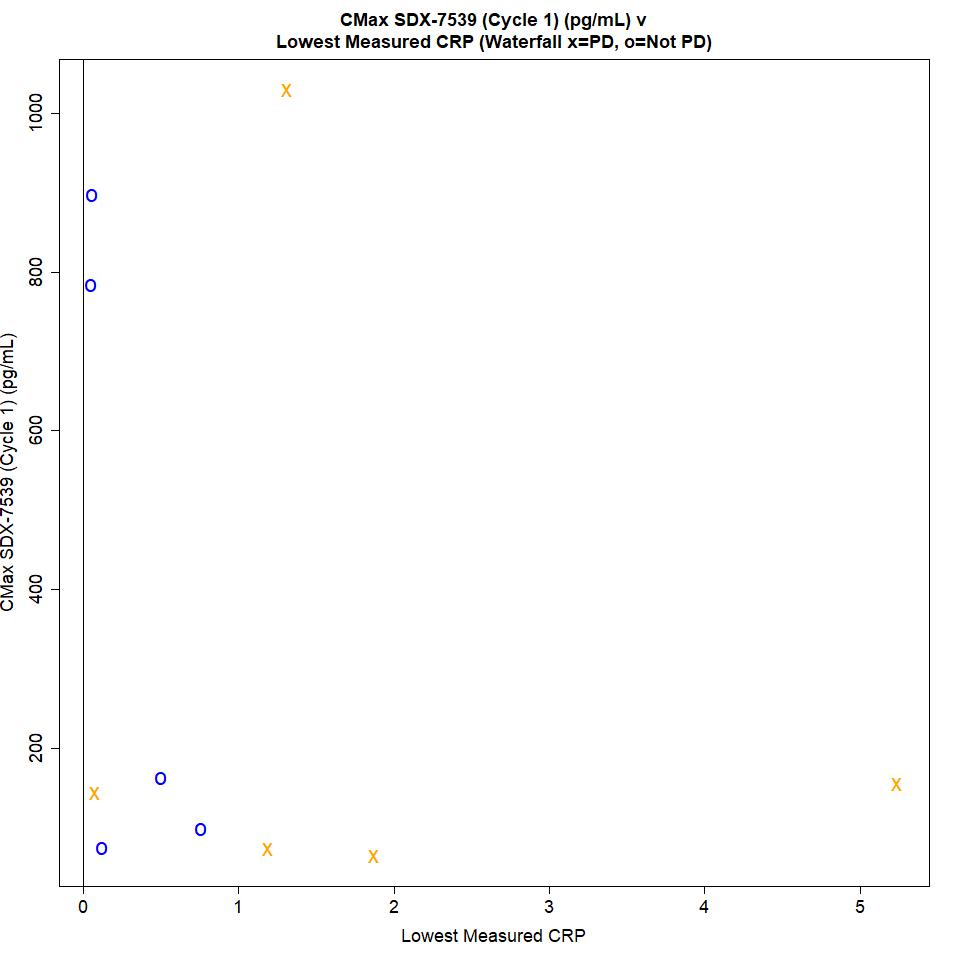 CMax SDX-7539 (Cycle 1) (pg/mL) v
Lowest Measured CRP (Waterfall x=PD, o=Not PD)
CMax SDX-7539 (Cycle 1) (pg/mL)
1000
800
600
400
200
X
O
O
O
X
X
O
O
X
X
0 1 2 3 4 5
Lowest Measured CRP